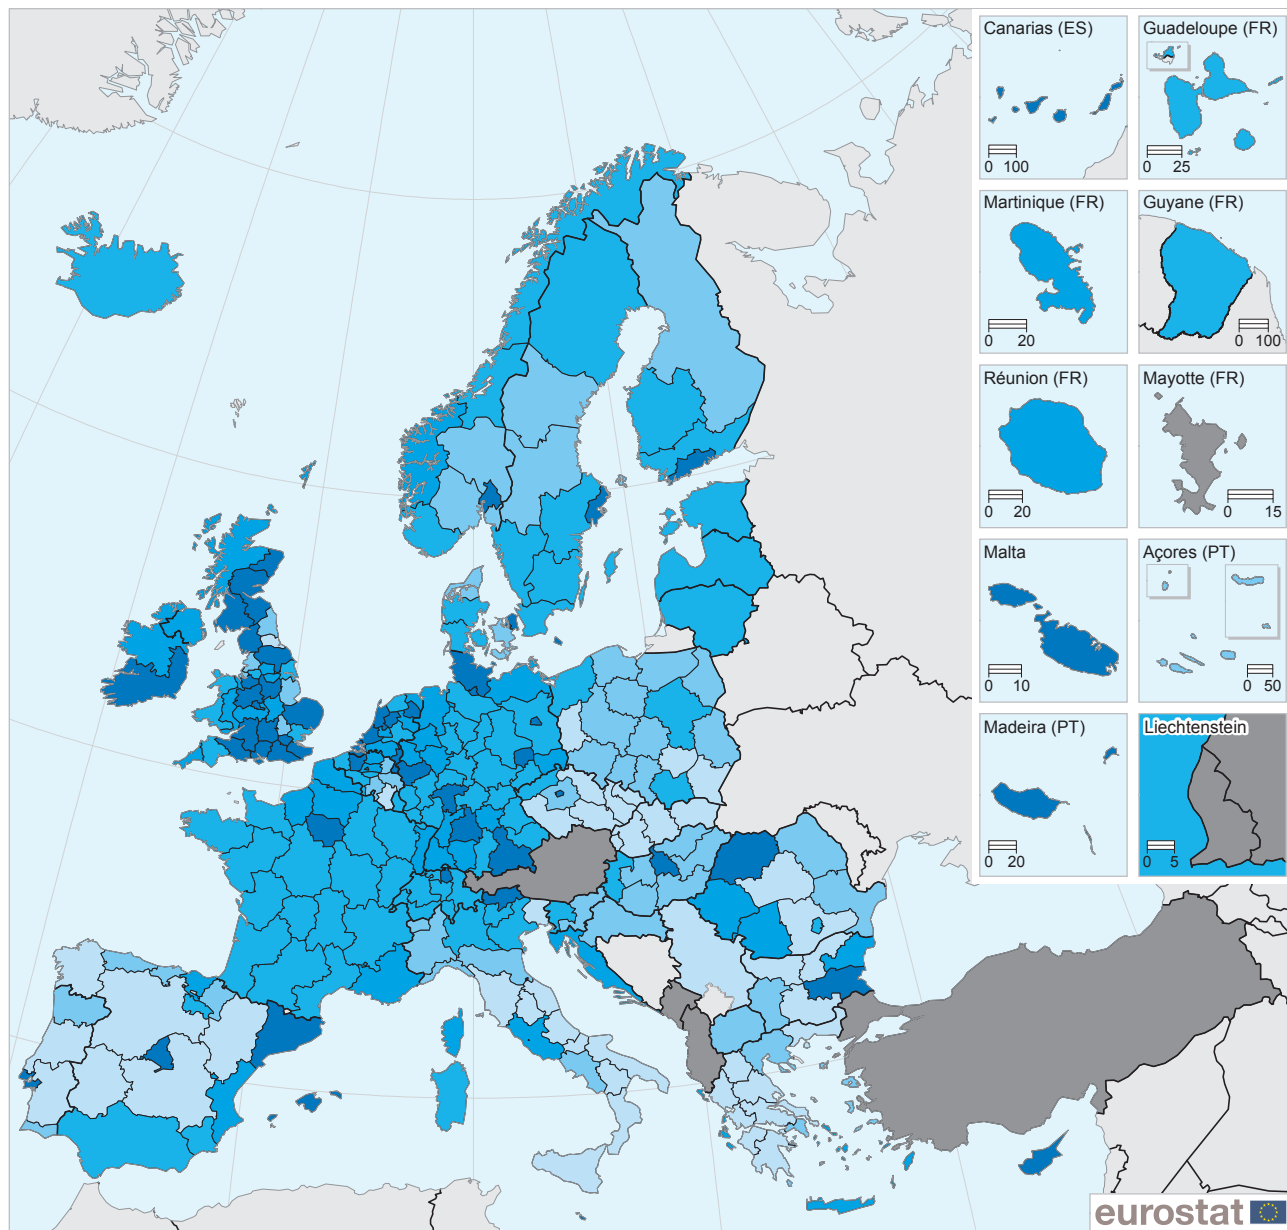 Canarias (ES)
0 100
Guadeloupe (FR)
0 25
Martinique (FR)
0 20
Guyane (FR)
0 100
Réunion (FR)
0 20
Mayotte (FR)
0 15
Malta
0 10
Açores (PT)
0 50
Madeira (PT)
0 20
Liechtenstein
0 5
eurostat